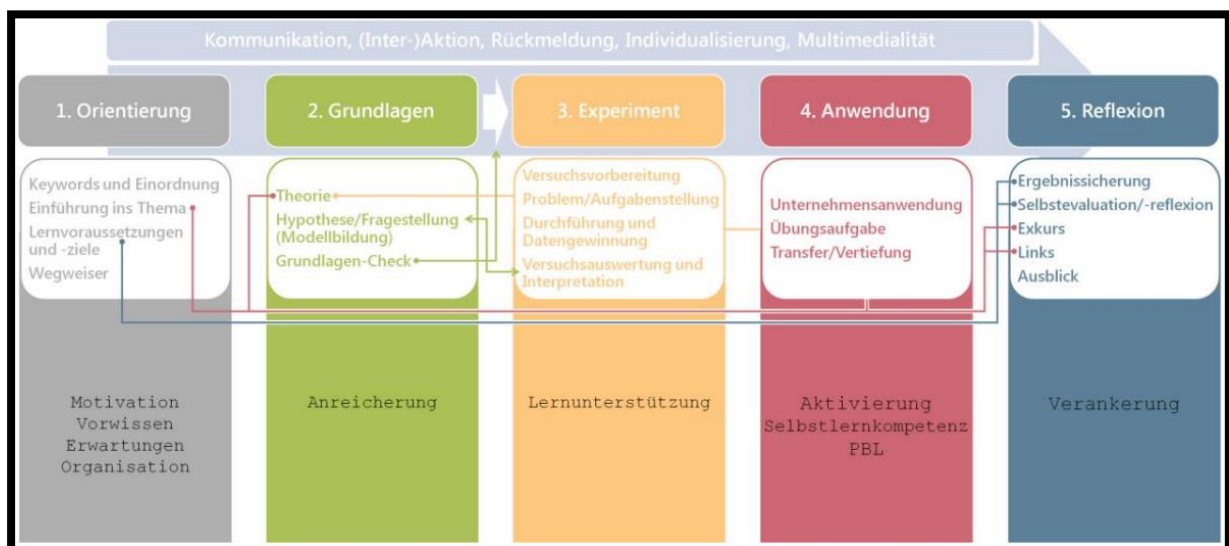 Kommunikation, (Inter-)Aktion, Rückmeldung, Individualisierung, Multimedialität
1. Orientierung
2. Grundlagen
3. Experiment
4. Anwendung
5. Reflexion
Keywords und Einordnung
Einführung ins Thema
Lernvoraussetzungen
und -ziele
Wegweiser
Theorie
Hypothese/Fragestellung
(Modellbildung)
Grundlagen-Check
Versuchsvorbereitung
Problem/Aufgabenstellung
Durchführung und
Datengewinnung
Versuchsauswertung und
Interpretation
Unternehmensanwendung
Übungsaufgabe
Transfer/Vertiefung
Ergebnissicherung
Selbstevaluation/-reflexion
Exkurs
Links
Ausblick
Motivation
Vorwissen
Erwartungen
Organisation
Anreicherung
Lernunterstützung
Aktivierung
Selbstlernkompetenz
PBL
Verankerung